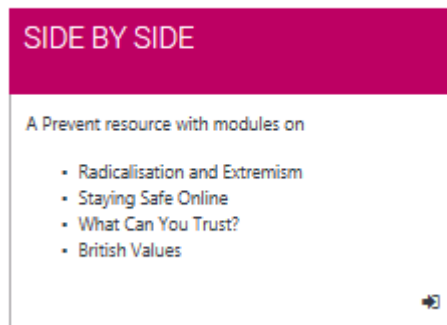 SIDE BY SIDE
A Prevent resource with modules on
▪ Radicalisation and Extremism
▪ Staying Safe Online
▪ What Can You Trust?
▪ British Values